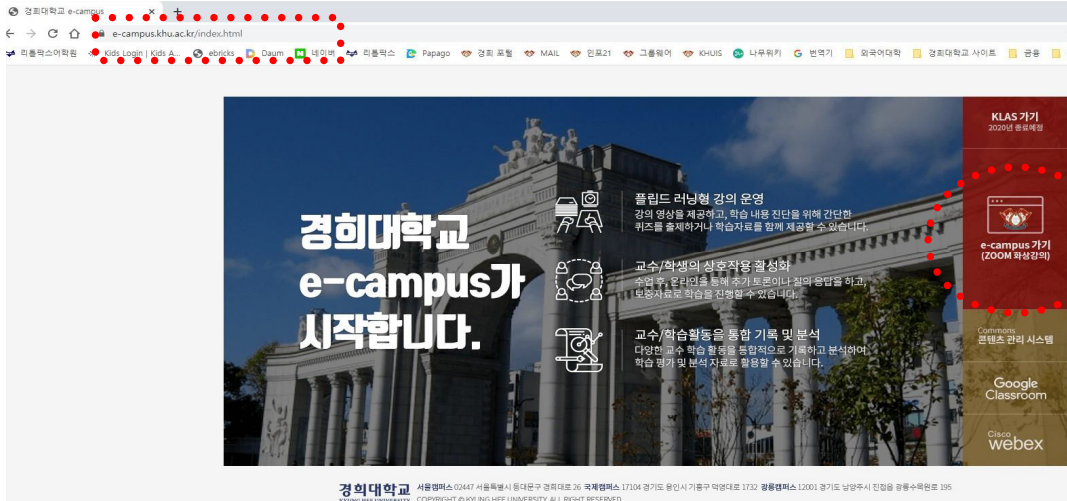 경희대학교 e-campus
e-campus.khu.ac.kr/index.html
리틀팍스어학원
Kids Login | Kids A...
ebricks
Daum
네이버
리틀팍스
Papago
경희 포털
MAIL
인포21
그룹웨어
KHUIS
나무위키
번역기
외국어대학
경희대학교 사이트
금융
경희대학교
e-campus가
시작합니다.
플립드 러닝형 강의 운영
강의 영상을 제공하고, 학습 내용 진단을 위해 간단한
퀴즈를 출제하거나 학습자료를 함께 제공할 수 있습니다.
교수/학생의 상호작용 활성화
수업 후, 온라인을 통해 추가 토론이나 질의 응답을 하고,
보충자료로 학습을 진행할 수 있습니다.
교수/학습활동을 통합 기록 및 분석
다양한 교수 학습 활동을 통합적으로 기록하고 분석하여
학습 평가 및 분석 자료로 활용할 수 있습니다.
KLAS 가기
2020년 종료예정
e-campus 가기
(ZOOM 화상강의)
Commons
콘텐츠 관리 시스템
Google
Classroom
Cisco
webex
경희대학교 서울캠퍼스 02447 서울특별시 동대문구 경희대로 26 국제캠퍼스 17104 경기도 용인시 기흥구 덕영대로 1732 광릉캠퍼스 12001 경기도 남양주시 진접읍 광릉수목원로 195
KYUNG HEE UNIVERSITY COPYRIGHT © KYUNG HEE UNIVERSITY. ALL RIGHT RESERVED.